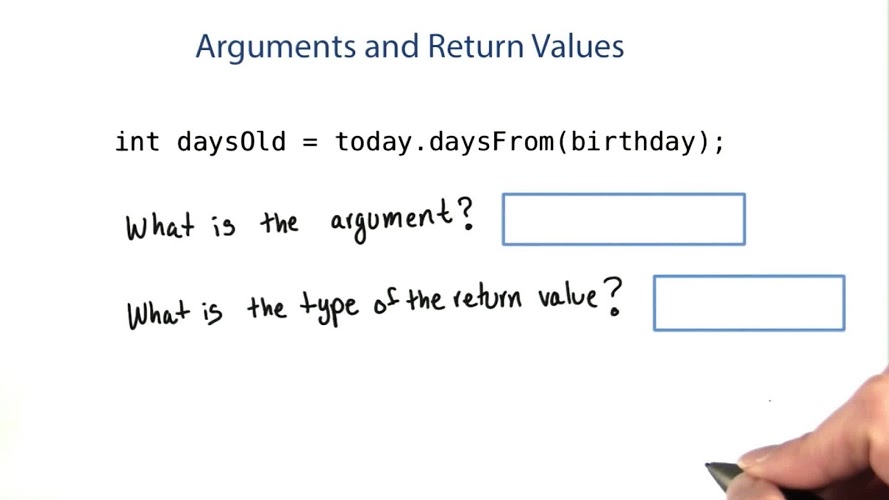 Arguments and Return Values
int daysOld = today.daysFrom(birthday);
What is the argument?
What is the type of the return value?